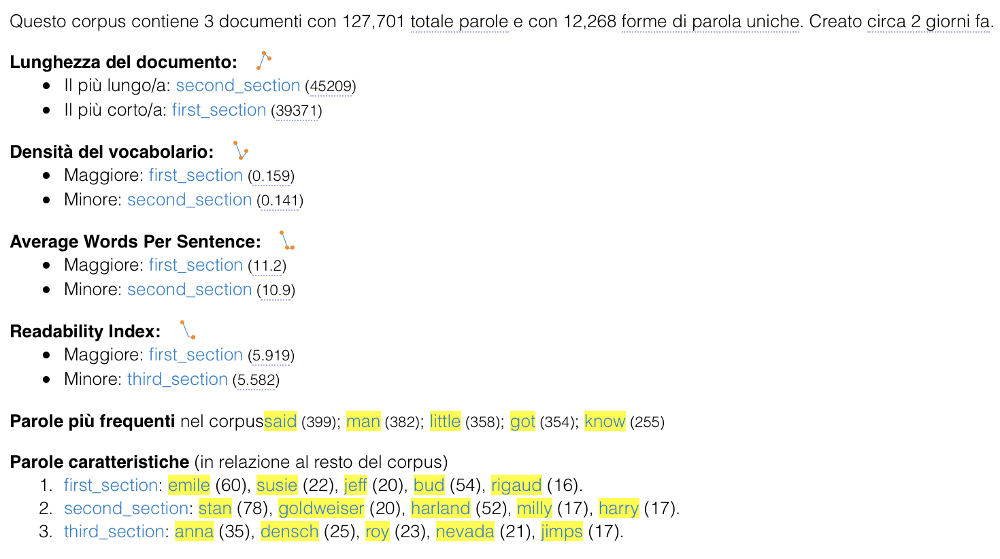 Questo corpus contiene 3 documenti con 127,701 totale parole e con 12,268 forme di parola uniche. Creato circa 2 giorni fa.
Lunghezza del documento:
• Il più lungo/a: second_section (45209)
• Il più corto/a: first_section (39371)
Densità del vocabolario:
• Maggiore: first_section (0.159)
• Minore: second_section (0.141)
Average Words Per Sentence:
• Maggiore: first_section (11.2)
• Minore: second_section (10.9)
Readability Index:
• Maggiore: first_section (5.919)
• Minore: third_section (5.582)
Parole più frequenti nel corpussaid (399); man (382); little (358); got (354); know (255)
Parole caratteristiche (in relazione al resto del corpus)
1. first_section: emile (60), susie (22), jeff (20), bud (54), rigaud (16).
2. second_section: stan (78), goldweiser (20), harland (52), milly (17), harry (17).
3. third_section: anna (35), densch (25), roy (23), nevada (21), jimps (17).